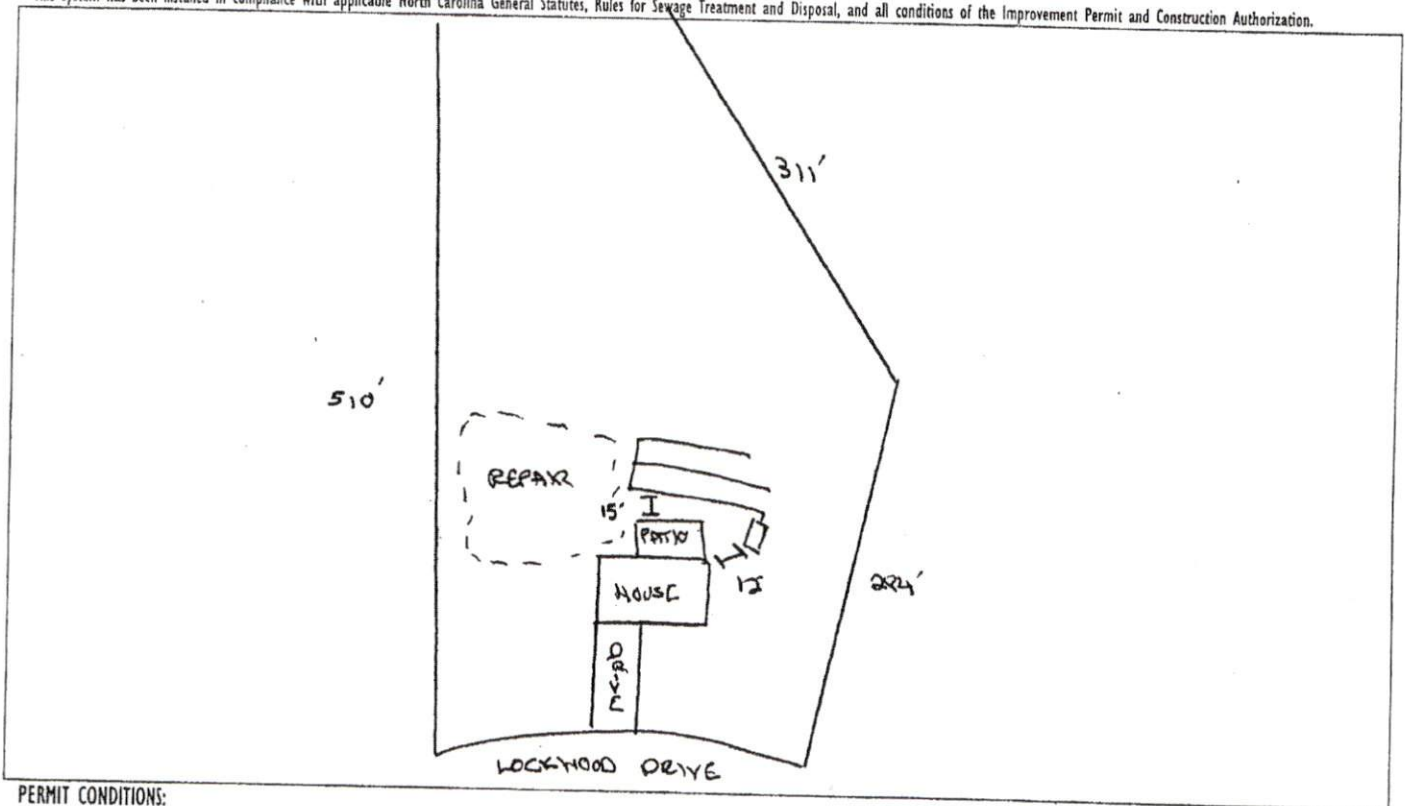 This System has been installed in compliance with applicable North Carolina General Statutes, Rules for Sewage Treatment and Disposal, and all conditions of the Improvement Permit and Construction Authorization.
311'
510'
REPAIR
15'
PATIO
HOUSE
12'
DRIVE
LOCKWOOD DRIVE
PERMIT CONDITIONS: